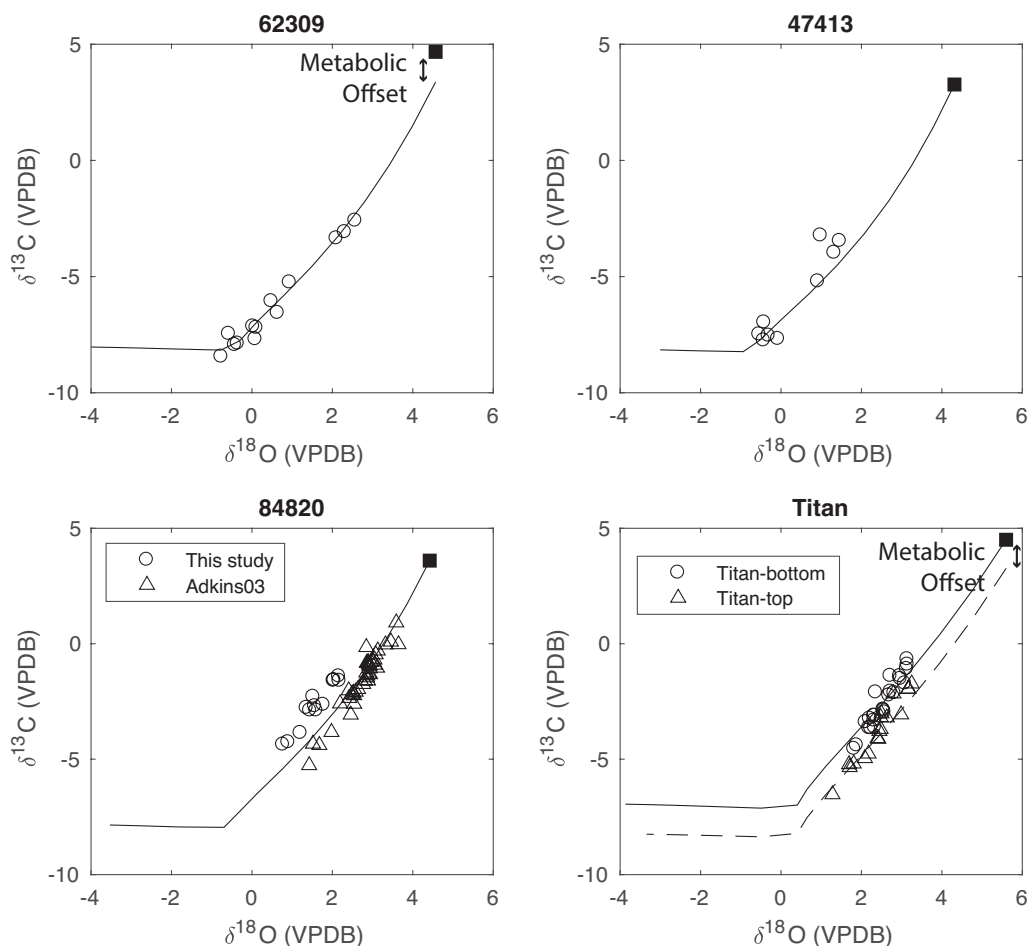 62309
5
0
-5
-10
-4
-2
0
2
4
6
δ13C (VPDB)
δ18O (VPDB)
Metabolic
Offset
47413
5
0
-5
-10
-4
-2
0
2
4
6
δ13C (VPDB)
δ18O (VPDB)
84820
5
0
-5
-10
-4
-2
0
2
4
6
δ13C (VPDB)
δ18O (VPDB)
This study
Adkins03
Titan
5
0
-5
-10
-4
-2
0
2
4
6
δ13C (VPDB)
δ18O (VPDB)
Titan-bottom
Titan-top
Metabolic
Offset